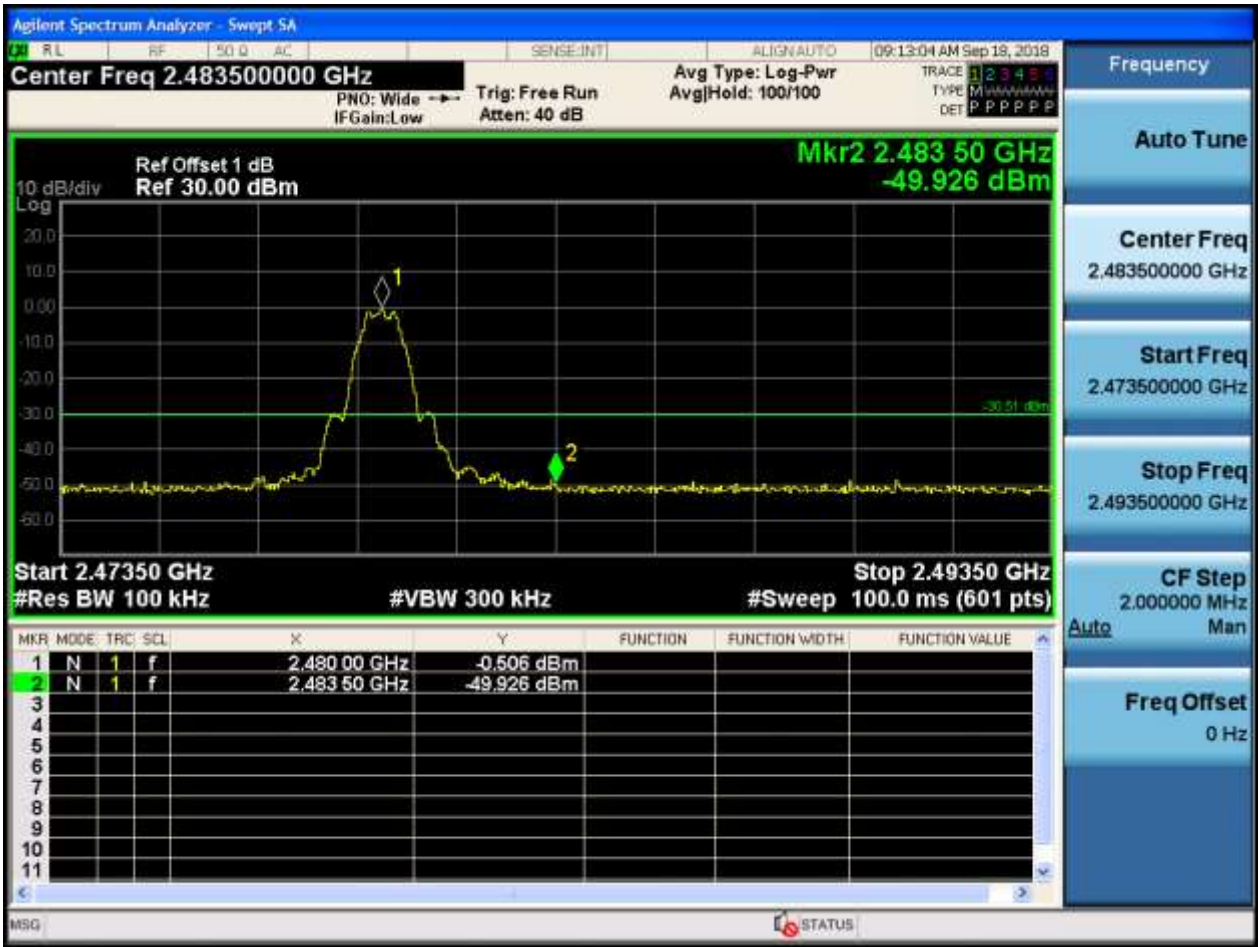 Agilent Spectrum Analyzer - Swept SA
RL RF 50 Ω AC SENSE:INT ALIGN AUTO 09:13:04 AM Sep 18, 2018
Center Freq 2.483500000 GHz
PNO: Wide
IFGain:Low
Trig: Free Run
Atten: 40 dB
Avg Type: Log-Pwr
Avg|Hold: 100/100
TRACE 1 2 3 4 5 6
TYPE M
DET P P P P P P
Ref Offset 1 dB
Ref 30.00 dBm
10 dB/div
Log
Mkr2 2.483 50 GHz
-49.926 dBm
20.0
10.0
0.00
-10.0
-20.0
-30.0
-40.0
-50.0
-60.0
1
2
-30.51 dBm
Start 2.47350 GHz Stop 2.49350 GHz
#Res BW 100 kHz #VBW 300 kHz #Sweep 100.0 ms (601 pts)
MKR MODE TRC SCL X Y FUNCTION FUNCTION WIDTH FUNCTION VALUE
1 N 1 f 2.480 00 GHz -0.506 dBm
2 N 1 f 2.483 50 GHz -49.926 dBm
3
4
5
6
7
8
9
10
11
MSG STATUS
Frequency
Auto Tune
Center Freq
2.483500000 GHz
Start Freq
2.473500000 GHz
Stop Freq
2.493500000 GHz
CF Step
2.000000 MHz
Auto Man
Freq Offset
0 Hz